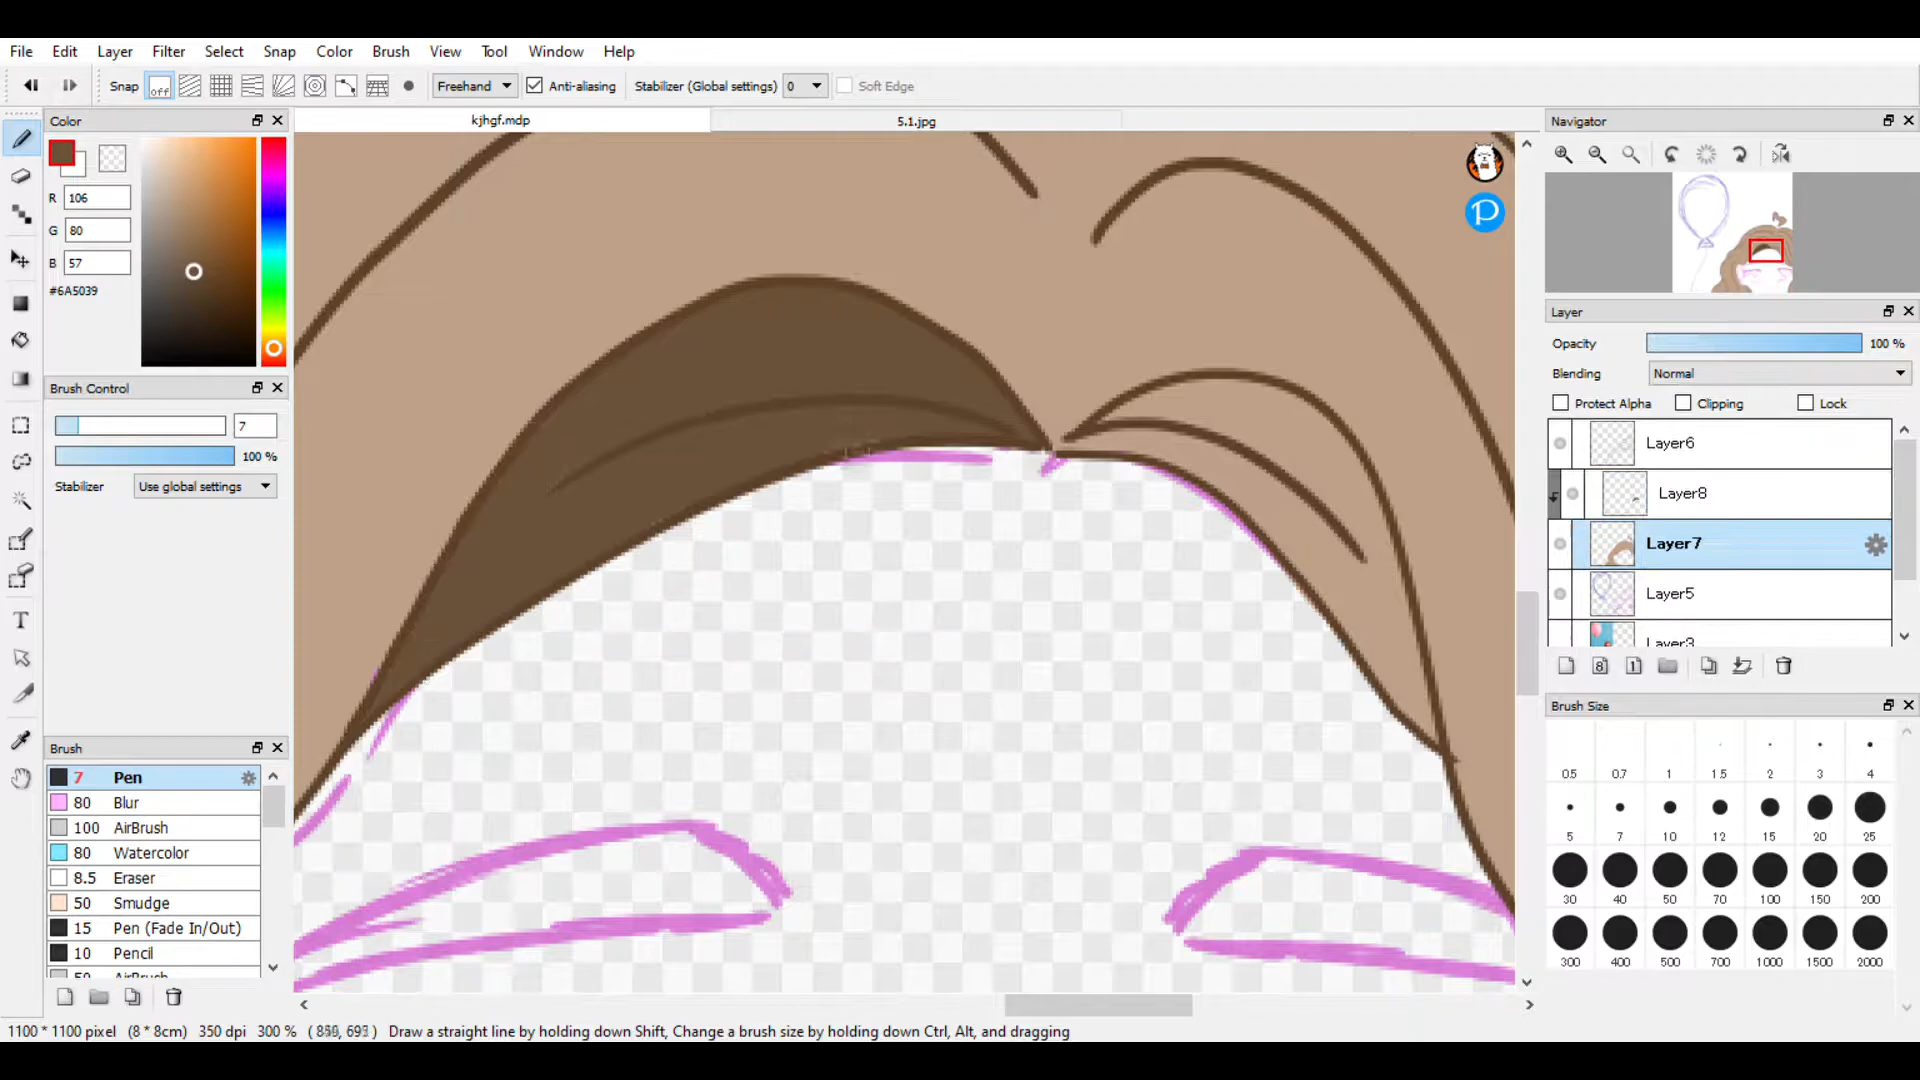 File Edit Layer Filter Select Snap Color Brush View Tool Window Help
Snap off Freehand Anti-aliasing Stabilizer (Global settings) 0 Soft Edge
Color
kjhgf.mdp
5.1.jpg
Navigator
R 106
G 80
B 57
#6A5039
Layer
Opacity 100 %
Blending Normal
Protect Alpha Clipping Lock
Brush Control
7
100 %
Stabilizer Use global settings
Layer6
Layer8
Layer7
Layer5
Layer3
8 1
Brush Size
0.5 0.7 1 1.5 2 3 4
5 7 10 12 15 20 25
30 40 50 70 100 150 200
300 400 500 700 1000 1500 2000
Brush
7 Pen
80 Blur
100 AirBrush
80 Watercolor
8.5 Eraser
50 Smudge
15 Pen (Fade In/Out)
10 Pencil
50 AirBrush
1100 * 1100 pixel (8 * 8cm) 350 dpi 300 % Draw a straight line by holding down Shift, Change a brush size by holding down Ctrl, Alt, and dragging